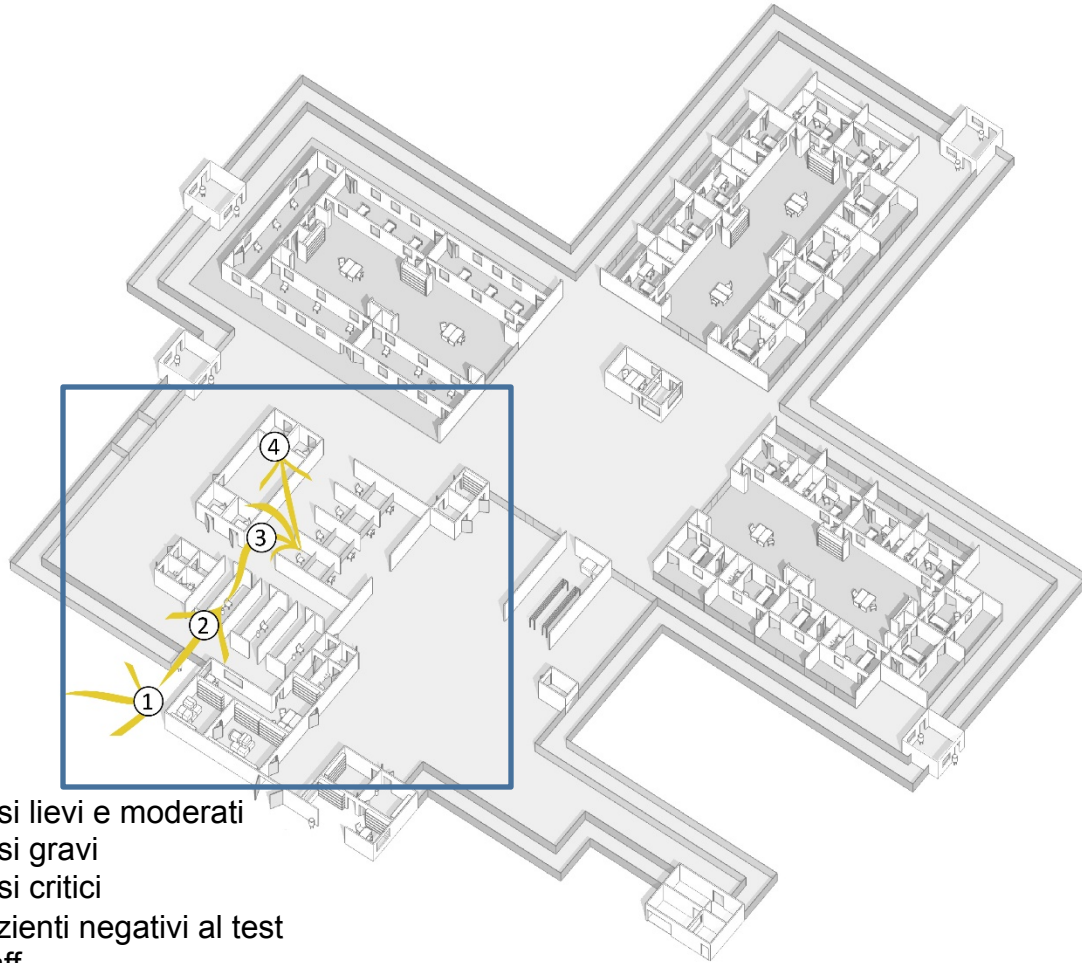 4
3
2
1
si lievi e moderati
si gravi
si critici
zienti negativi al test